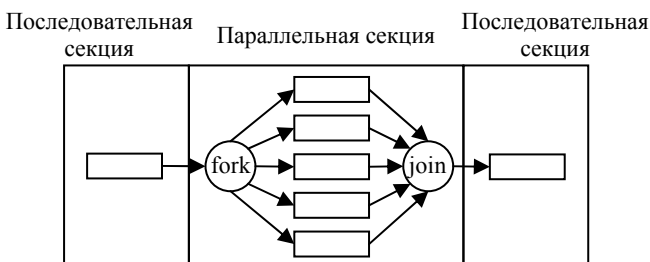 Последовательная
секция
Параллельная секция
Последовательная
секция
fork
join